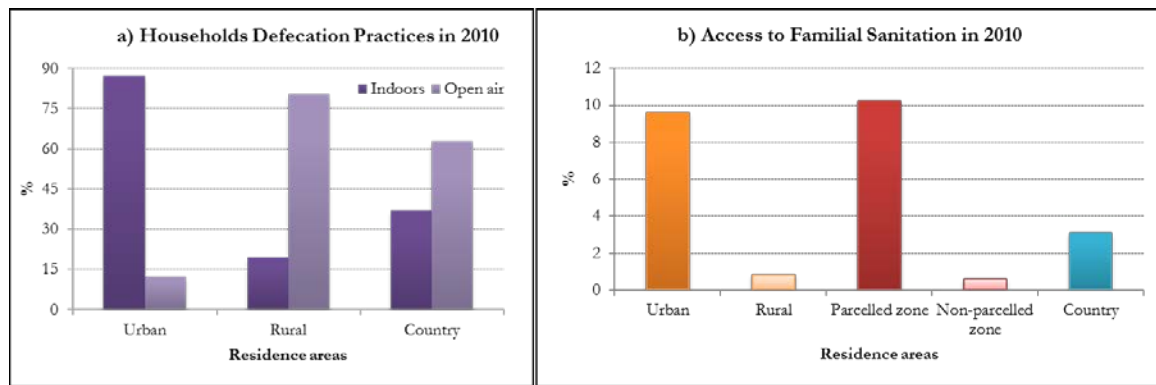 a) Households Defecation Practices in 2010
90
75
60
45
30
15
0
%
Indoors Open air
Urban Rural Country
Residence areas
b) Access to Familial Sanitation in 2010
12
10
8
6
4
2
0
%
Urban Rural Parcelled zone Non-parcelled Country
zone
Residence areas